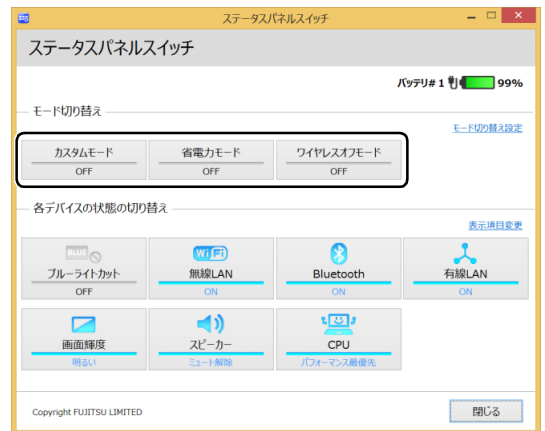 ステータスパネルスイッチ
ステータスパネルスイッチ
バッテリ#1 99%
モード切り替え
モード切り替え設定
カスタムモード 省電力モード ワイヤレスオフモード
OFF OFF OFF
各デバイスの状態の切り替え
表示項目変更
BLUE WiFi
ブルーライトカット 無線LAN Bluetooth 有線LAN
OFF ON ON ON
画面輝度 スピーカー CPU
明るい ミュート解除 パフォーマンス最優先
Copyright FUJITSU LIMITED 閉じる